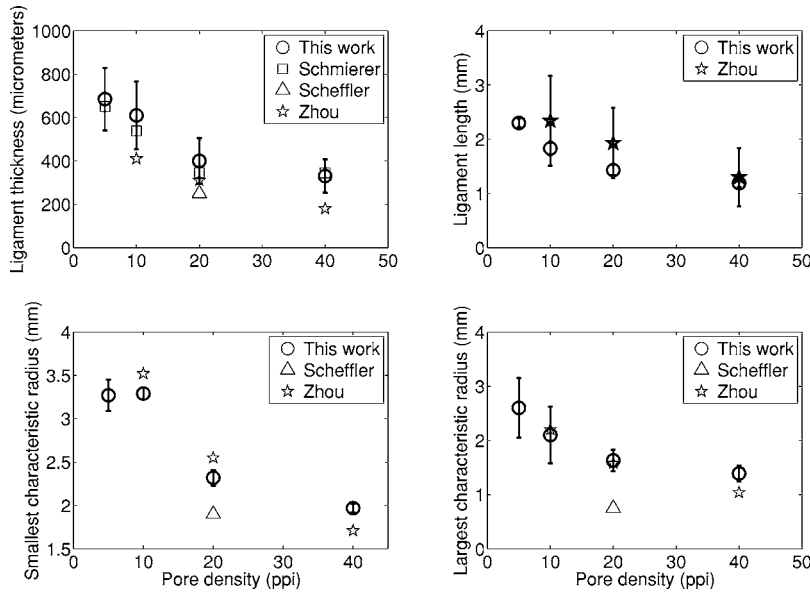 Ligament thickness (micrometers)
1000
800
600
400
200
0
0 10 20 30 40 50
This work
Schmierer
Scheffler
Zhou
Ligament length (mm)
4
3
2
1
0
0 10 20 30 40 50
This work
Zhou
Smallest characteristic radius (mm)
4
3.5
3
2.5
2
1.5
0 10 20 30 40
Pore density (ppi)
This work
Scheffler
Zhou
Largest characteristic radius (mm)
4
3
2
1
0
0 10 20 30 40 50
Pore density (ppi)
This work
Scheffler
Zhou